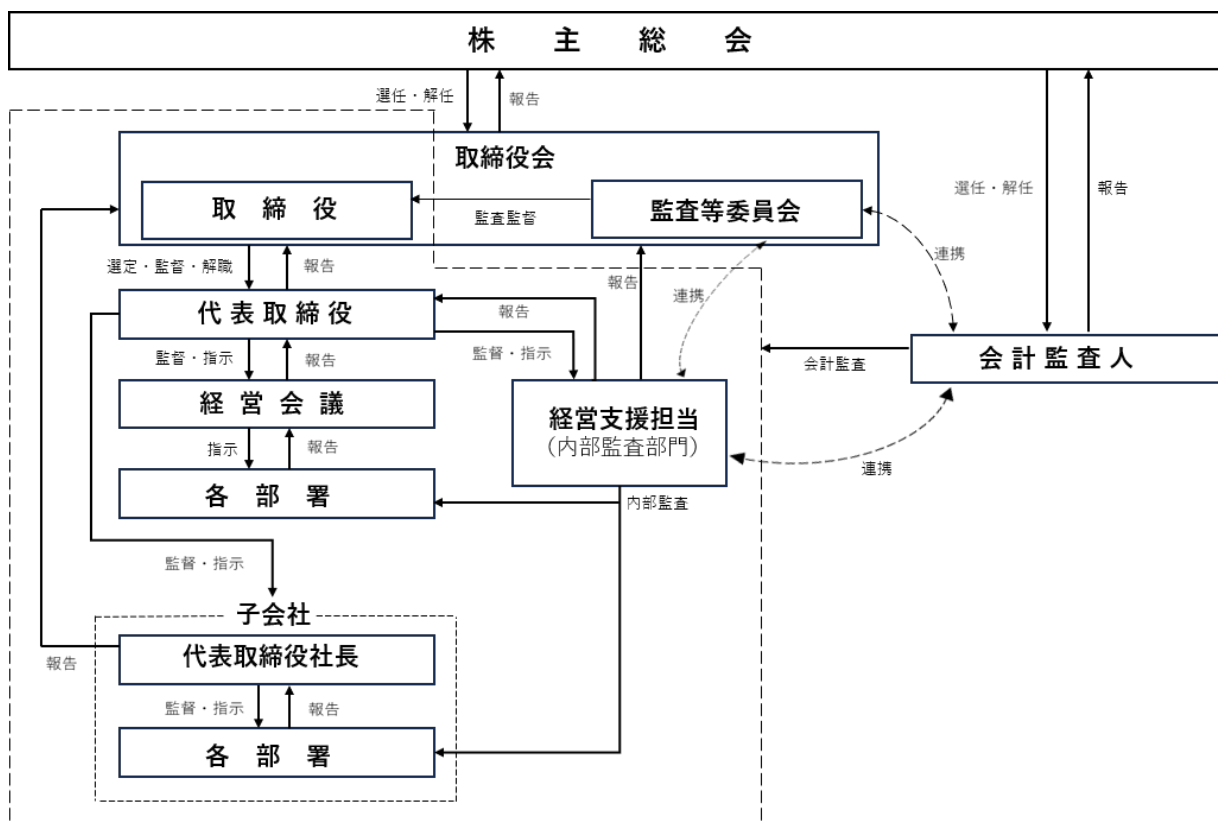 株主総会
選任・解任
報告
取締役会
選任・解任
報告
取締役
監査監督
監査等委員会
連携
選定・監督・解職
報告
報告
連携
代表取締役
報告
監督・指示
報告
監督・指示
会計監査
会計監査人
経営会議
経営支援担当
（内部監査部門）
指示
報告
連携
各部署
内部監査
監督・指示
子会社
代表取締役社長
報告
監督・指示
報告
各部署